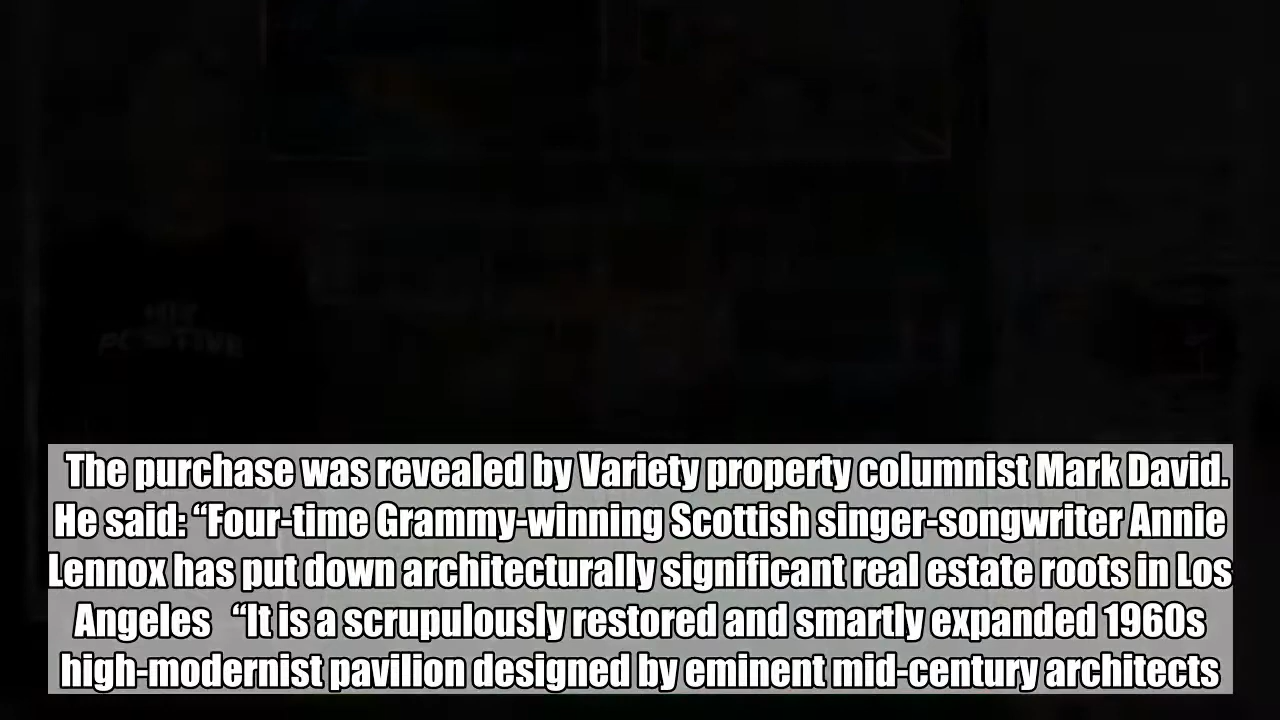 HIV
POSITIVE
The purchase was revealed by Variety property columnist Mark David.
He said: “Four-time Grammy-winning Scottish singer-songwriter Annie
Lennox has put down architecturally significant real estate roots in Los
Angeles “It is a scrupulously restored and smartly expanded 1960s
high-modernist pavilion designed by eminent mid-century architects